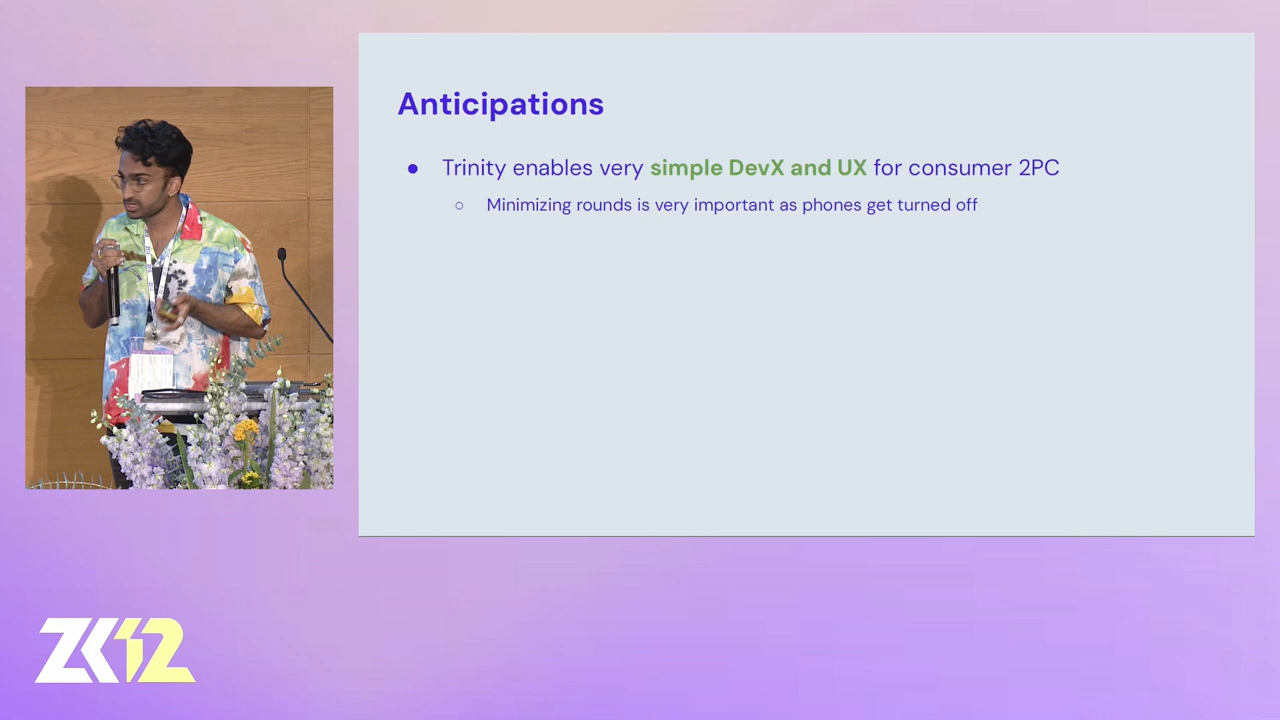 Anticipations
● Trinity enables very simple DevX and UX for consumer 2PC
○ Minimizing rounds is very important as phones get turned off
ZK12